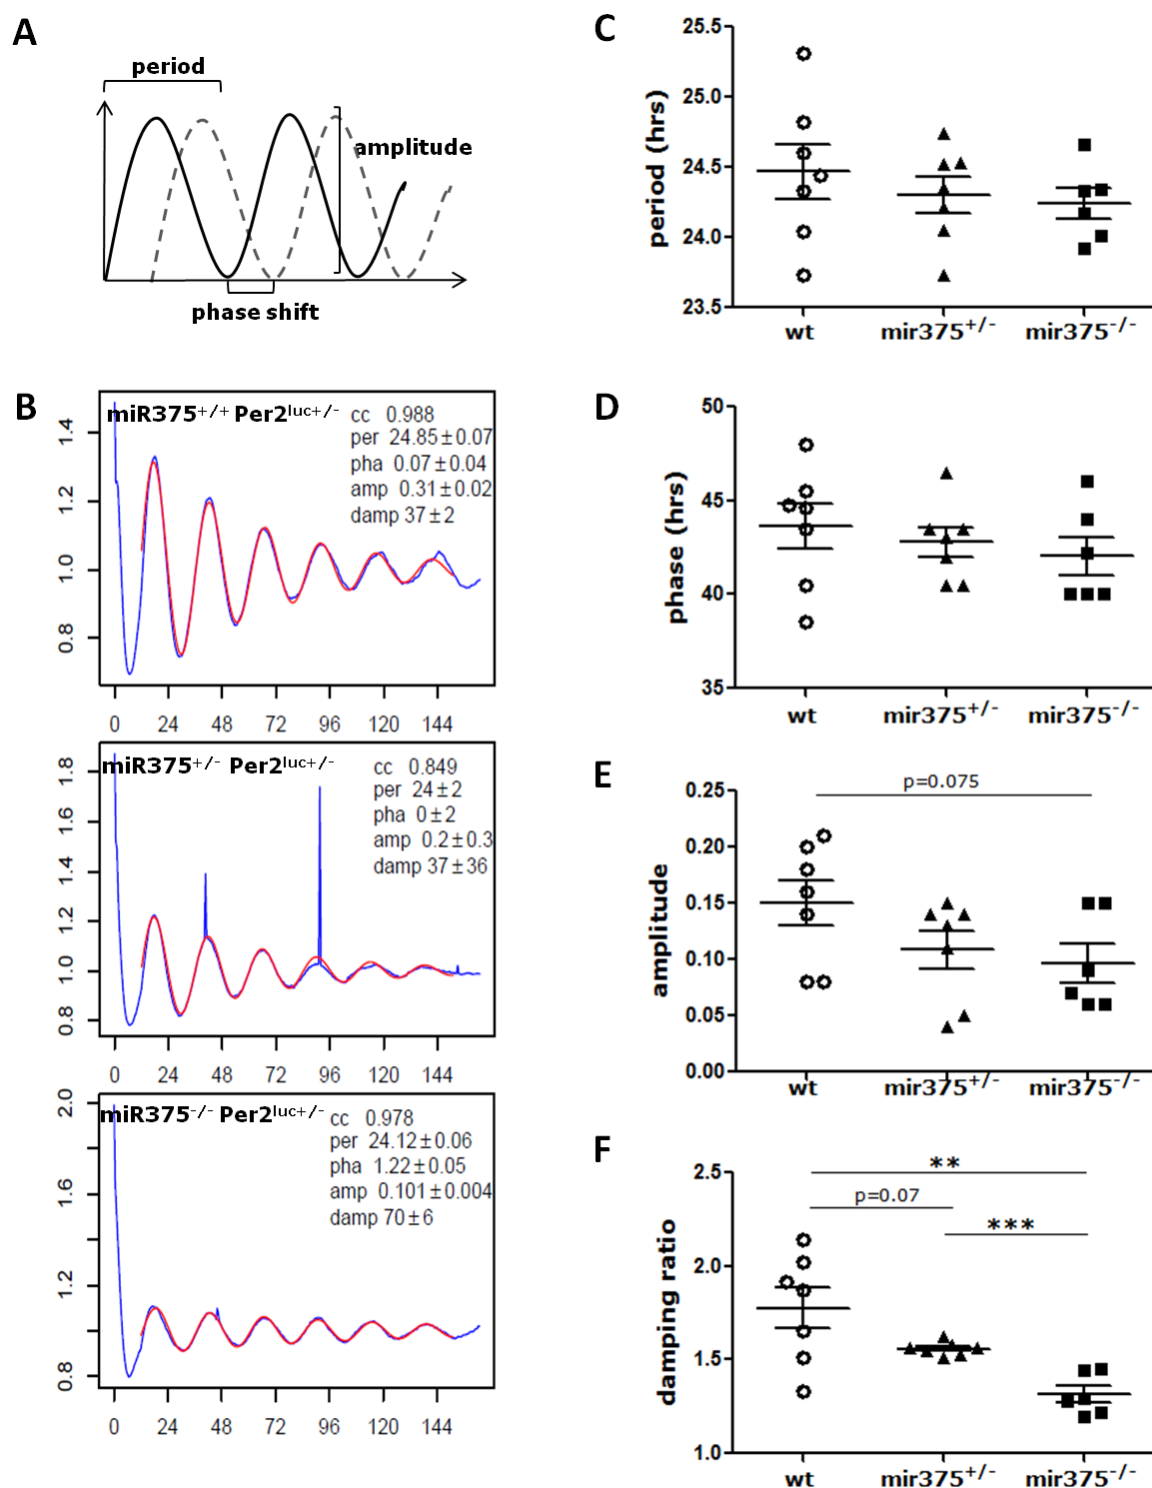 A
period
amplitude
phase shift
B
miR375+/+ Per2luc+/-
cc 0.988
per 24.85±0.07
pha 0.07±0.04
amp 0.31±0.02
damp 37±2
1.4
1.2
1.0
0.8
0 24 48 72 96 120 144
miR375+/- Per2luc+/-
cc 0.849
per 24±2
pha 0±2
amp 0.2±0.3
damp 37±36
1.8
1.6
1.4
1.2
1.0
0.8
0 24 48 72 96 120 144
miR375-/- Per2luc+/-
cc 0.978
per 24.12±0.06
pha 1.22±0.05
amp 0.101±0.004
damp 70±6
2.0
1.6
1.2
0.8
0 24 48 72 96 120 144
C
period (hrs)
25.5
25.0
24.5
24.0
23.5
wt mir375+/- mir375-/-
D
phase (hrs)
50
45
40
35
wt mir375+/- mir375-/-
E
amplitude
p=0.075
0.25
0.20
0.15
0.10
0.05
0.00
wt mir375+/- mir375-/-
F
damping ratio
**
p=0.07
***
2.5
2.0
1.5
1.0
wt mir375+/- mir375-/-